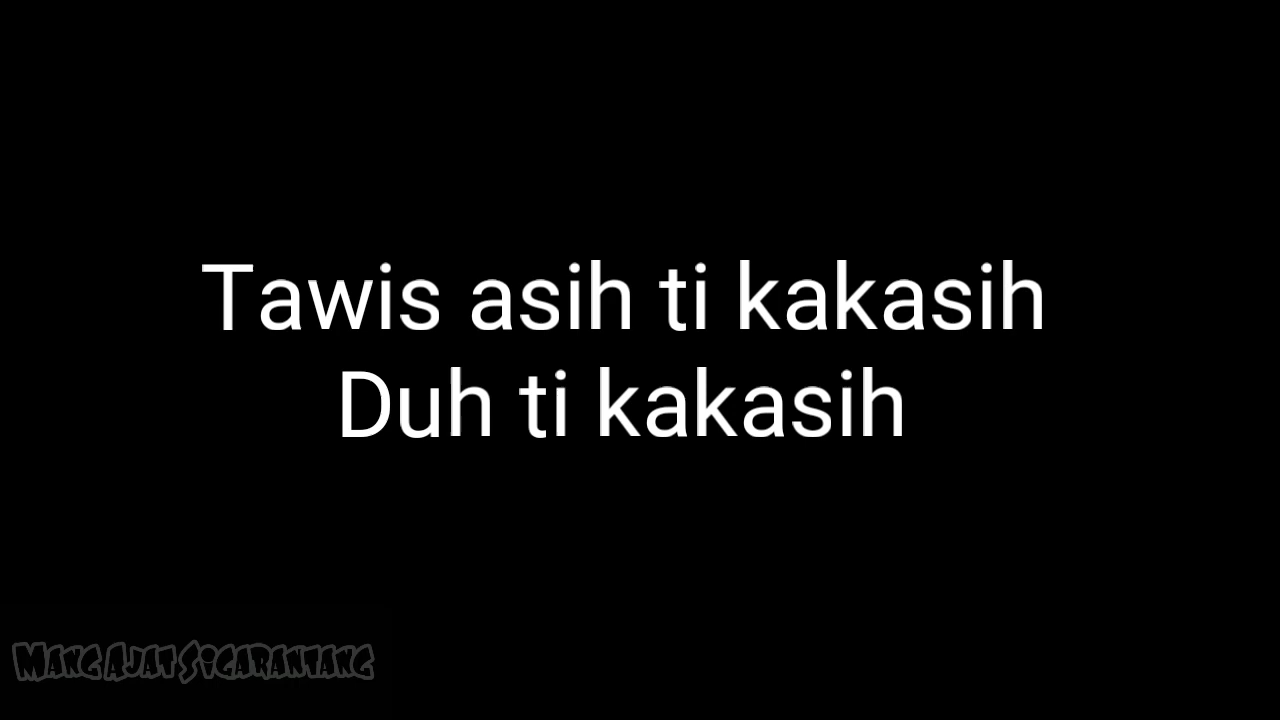 Tawis asih ti kakasih
Duh ti kakasih
Mang Ajat Sigarantang